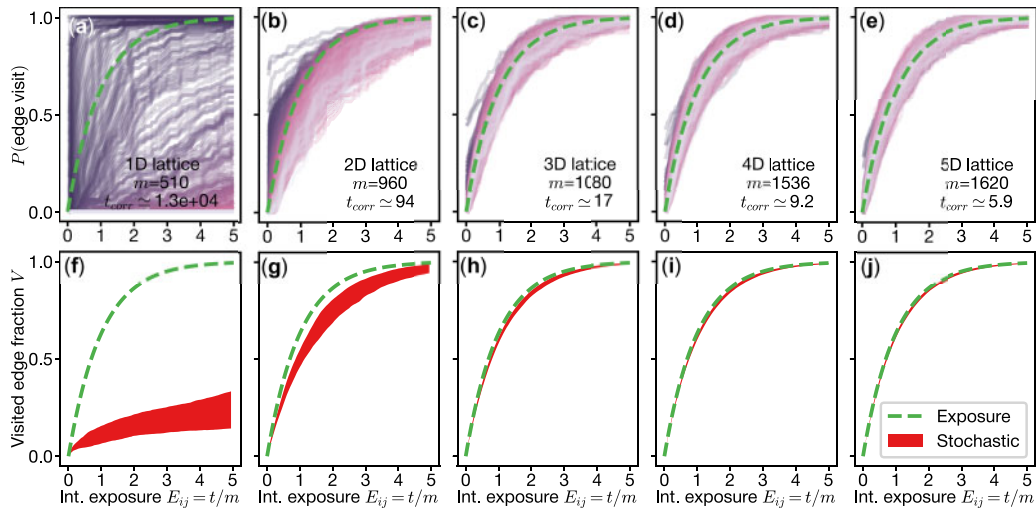 P(edge visit)
1.0
0.5
0.0
(a)
1D lattice
m=510
t_corr ≃ 1.3e+04
0 1 2 3 4 5
(b)
2D lattice
m=960
t_corr ≃ 94
0 1 2 3 4 5
(c)
3D lattice
m=1080
t_corr ≃ 17
0 1 2 3 4 5
(d)
4D lattice
m=1536
t_corr ≃ 9.2
0 1 2 3 4 5
(e)
5D lattice
m=1620
t_corr ≃ 5.9
0 1 2 3 4 5
Visited edge fraction V
1.0
0.5
0.0
(f)
0 1 2 3 4 5
Int. exposure E_ij = t/m
(g)
0 1 2 3 4 5
Int. exposure E_ij = t/m
(h)
0 1 2 3 4 5
Int. exposure E_ij = t/m
(i)
0 1 2 3 4 5
Int. exposure E_ij = t/m
(j)
Exposure
Stochastic
0 1 2 3 4 5
Int. exposure E_ij = t/m